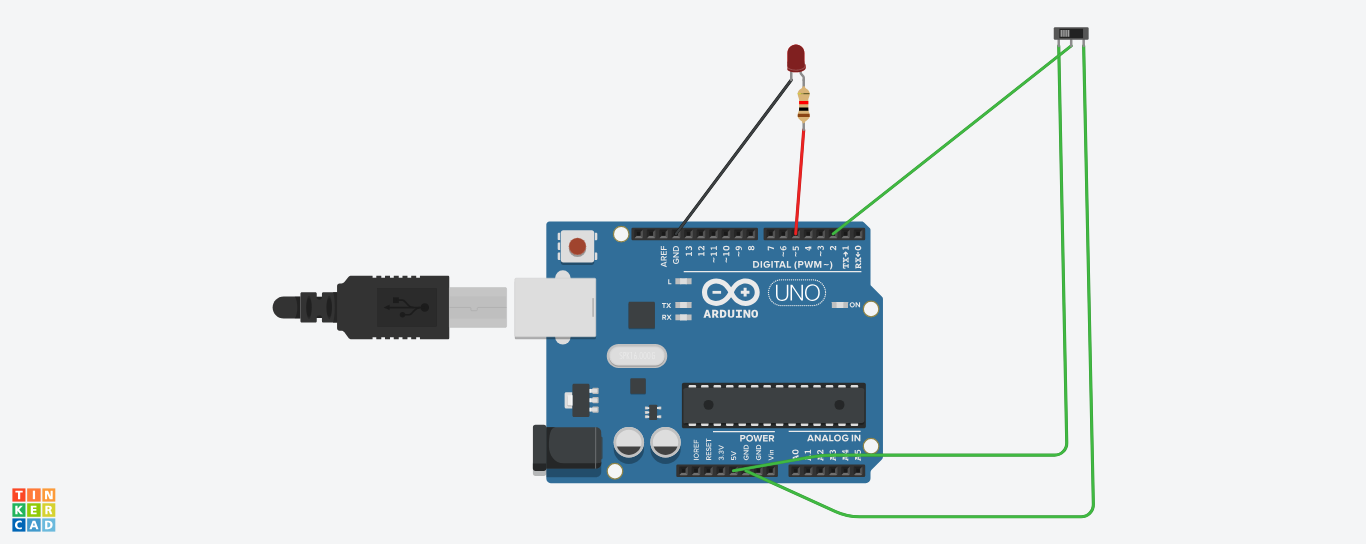 AREF
GND
13
12
~11
~10
~9
8
7
~6
~5
4
~3
2
TX→1
RX←0
DIGITAL (PWM~)
L
TX
RX
UNO
ON
ARDUINO
POWER
ANALOG IN
IOREF
RESET
3.3V
5V
GND
GND
Vin
A0
A1
A2
A3
A4
A5
TIN
KER
CAD